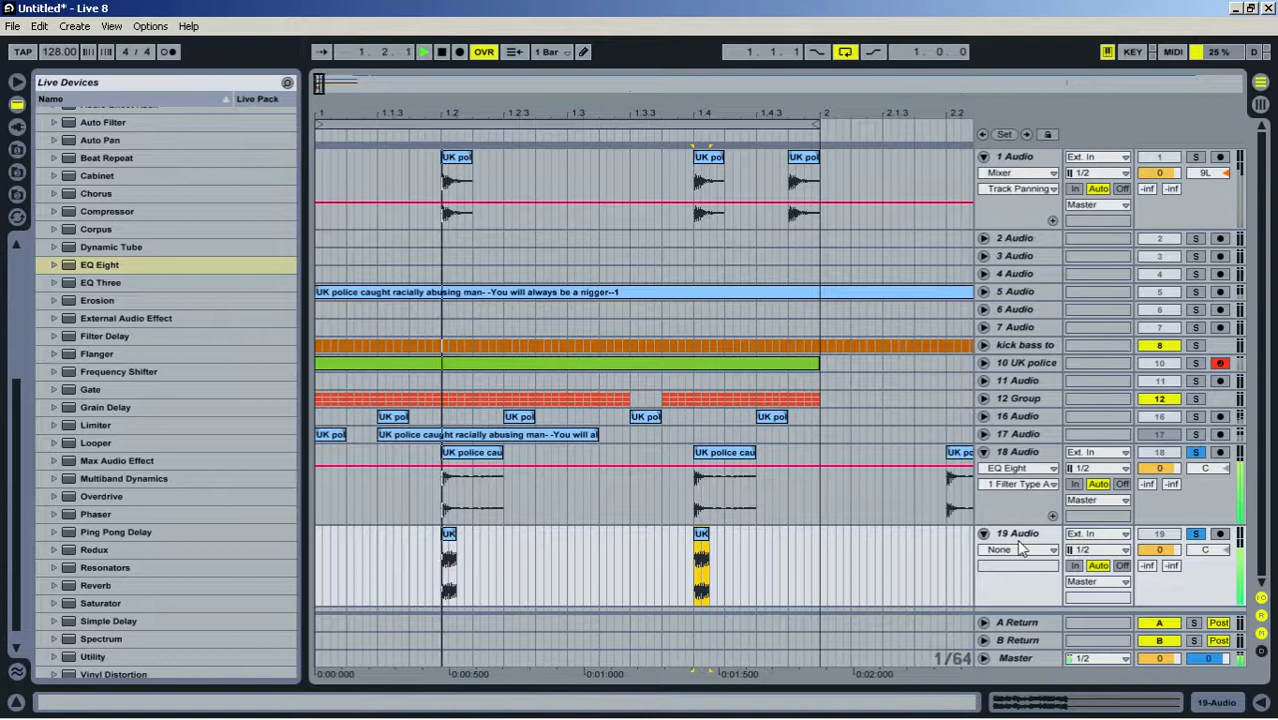 Untitled* - Live 8
File Edit Create View Options Help
TAP 128.00 4 / 4 1. 2. 1 OVR 1 Bar 1. 1. 1 1. 0. 0 KEY MIDI 25 % D
Live Devices
Name Live Pack
Auto Filter
Auto Pan
Beat Repeat
Cabinet
Chorus
Compressor
Corpus
Dynamic Tube
EQ Eight
EQ Three
Erosion
External Audio Effect
Filter Delay
Flanger
Frequency Shifter
Gate
Grain Delay
Limiter
Looper
Max Audio Effect
Multiband Dynamics
Overdrive
Phaser
Ping Pong Delay
Redux
Resonators
Reverb
Saturator
Simple Delay
Spectrum
Utility
Vinyl Distortion
1 1.1.3 1.2 1.2.3 1.3 1.3.3 1.4 1.4.3 2 2.1.3 2.2
Set
UK pol UK pol UK pol
1 Audio Ext. In 1 S
Mixer 1/2 0 9L
Track Panning In Auto Off -inf -inf
Master
2 Audio 2 S
3 Audio 3 S
4 Audio 4 S
UK police caught racially abusing man- -You will always be a nigger--1
5 Audio 5 S
6 Audio 6 S
7 Audio 7 S
kick bass to 8 S
10 UK police 10 S
11 Audio 11 S
12 Group 12 S
UK pol UK pol UK pol UK pol
16 Audio 16 S
UK pol UK police caught racially abusing man- -You will al
17 Audio 17 S
UK police cau UK police cau UK po
18 Audio Ext. In 18 S
EQ Eight 1/2 0 C
1 Filter Type A In Auto Off -inf -inf
Master
UK UK
19 Audio Ext. In 19 S
None 1/2 0 C
In Auto Off -inf -inf
Master
A Return A S Post
B Return B S Post
1/64 Master 1/2 0 0
0:00:000 0:00:500 0:01:000 0:01:500 0:02:000
19-Audio